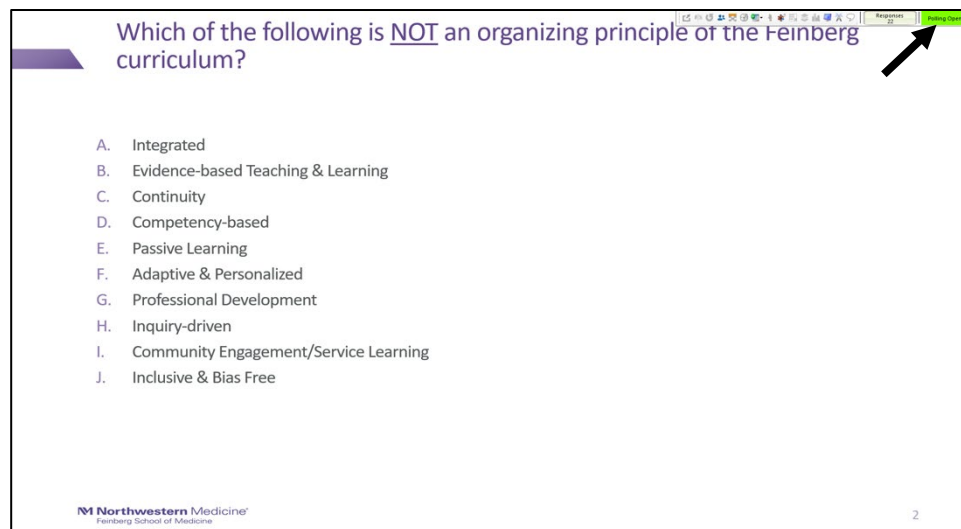 Responses
22
Polling Open
Which of the following is NOT an organizing principle of the Feinberg
curriculum?
A. Integrated
B. Evidence-based Teaching & Learning
C. Continuity
D. Competency-based
E. Passive Learning
F. Adaptive & Personalized
G. Professional Development
H. Inquiry-driven
I. Community Engagement/Service Learning
J. Inclusive & Bias Free
Northwestern Medicine®
Feinberg School of Medicine
2